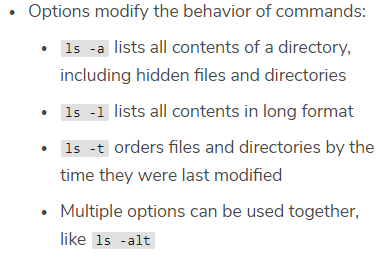 • Options modify the behavior of commands:
• ls -a lists all contents of a directory,
including hidden files and directories
• ls -l lists all contents in long format
• ls -t orders files and directories by the
time they were last modified
• Multiple options can be used together,
like ls -alt